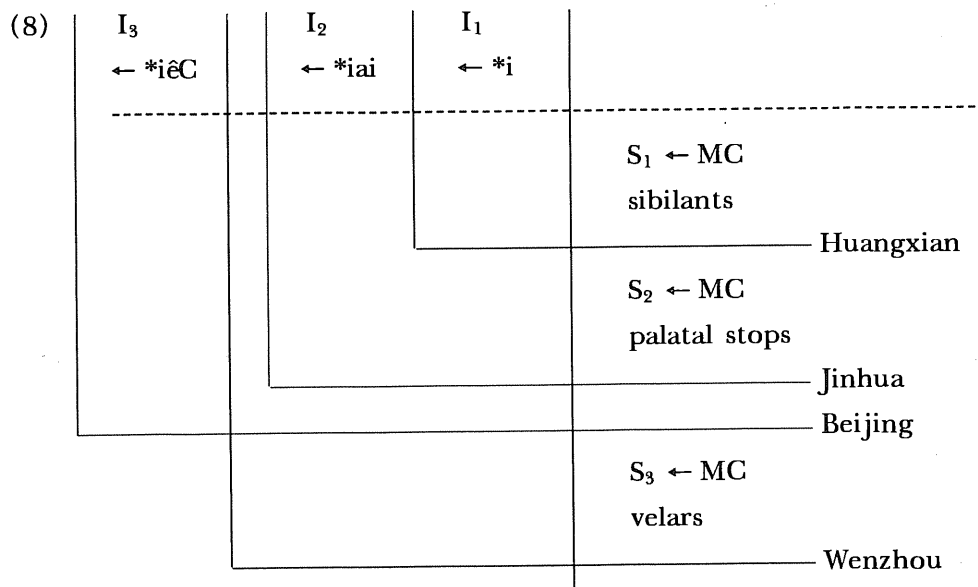 (8) I₃ I₂ I₁
← *iêC ← *iai ← *i
S₁ ← MC
sibilants
Huangxian
S₂ ← MC
palatal stops
Jinhua
Beijing
S₃ ← MC
velars
Wenzhou